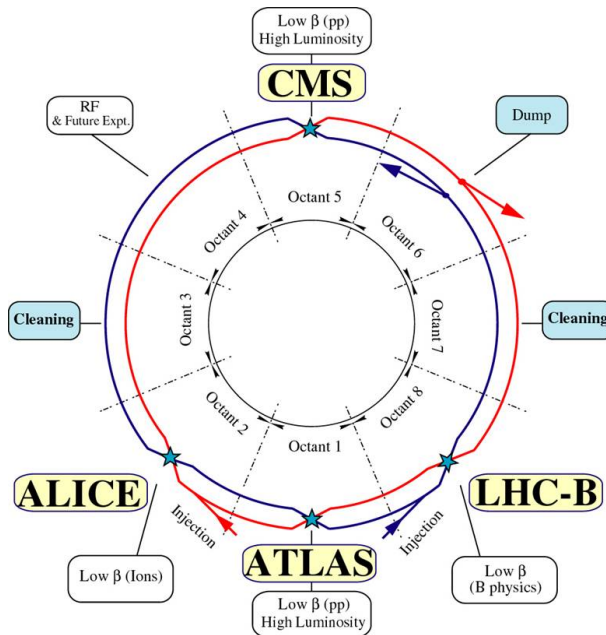 Low β (pp)
High Luminosity
CMS
RF
& Future Expt.
Dump
Octant 5
Octant 4
Octant 6
Cleaning
Octant 3
Octant 7
Cleaning
Octant 2
Octant 8
Octant 1
ALICE
LHC-B
Injection
Injection
ATLAS
Low β (Ions)
Low β
(B physics)
Low β (pp)
High Luminosity